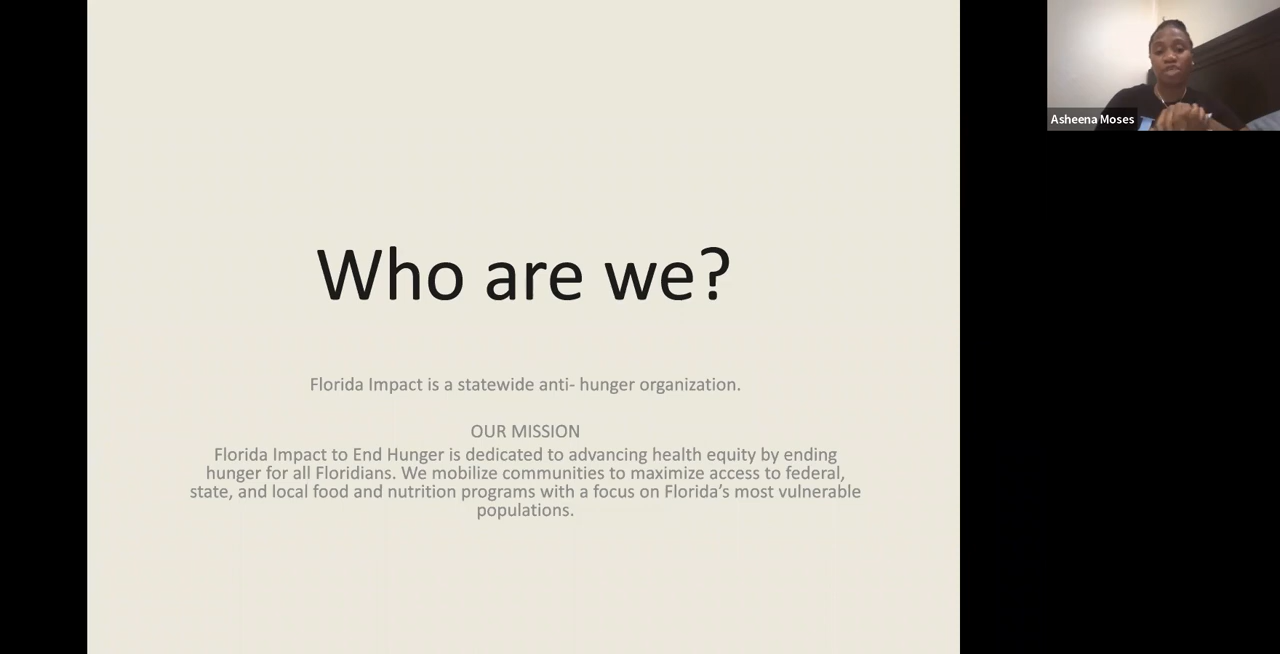 Who are we?
Florida Impact is a statewide anti- hunger organization.
OUR MISSION
Florida Impact to End Hunger is dedicated to advancing health equity by ending
hunger for all Floridians. We mobilize communities to maximize access to federal,
state, and local food and nutrition programs with a focus on Florida’s most vulnerable
populations.
Asheena Moses